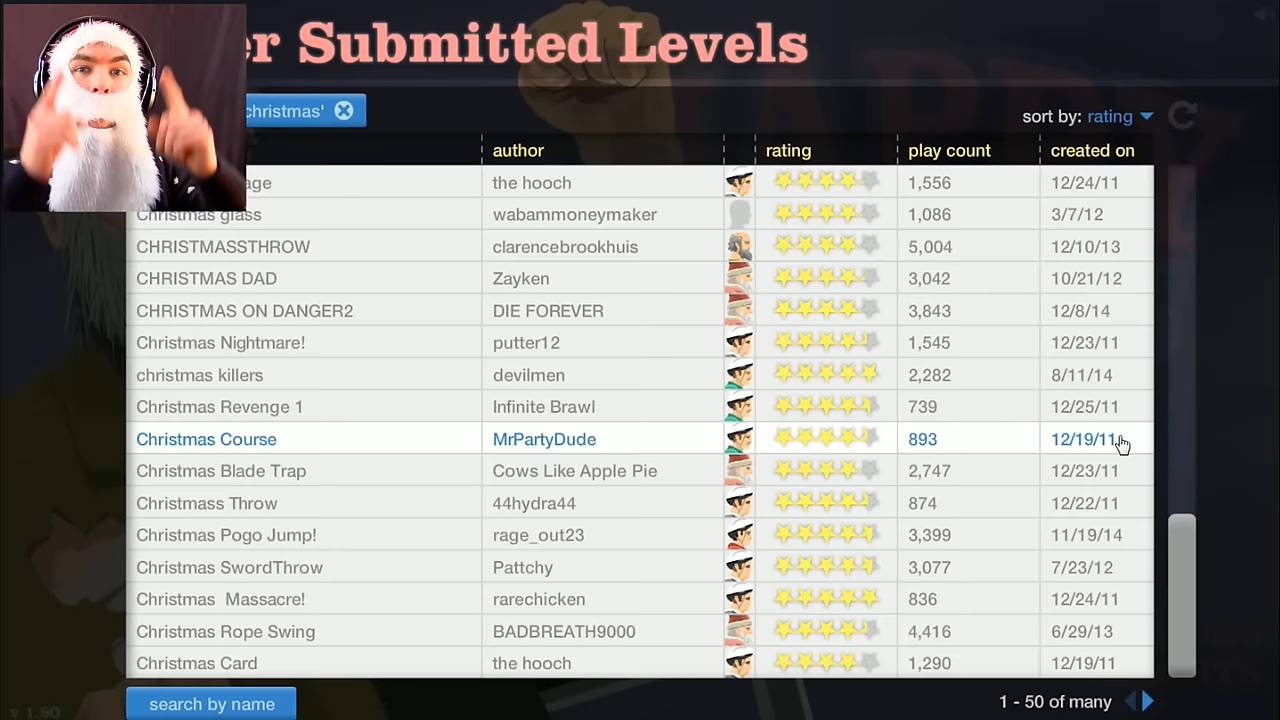 er Submitted Levels
christmas'
sort by: rating
author rating play count created on
age the hooch 1,556 12/24/11
Christmas glass wabammoneymaker 1,086 3/7/12
CHRISTMASSTHROW clarencebrookhuis 5,004 12/10/13
CHRISTMAS DAD Zayken 3,042 10/21/12
CHRISTMAS ON DANGER2 DIE FOREVER 3,843 12/8/14
Christmas Nightmare! putter12 1,545 12/23/11
christmas killers devilmen 2,282 8/11/14
Christmas Revenge 1 Infinite Brawl 739 12/25/11
Christmas Course MrPartyDude 893 12/19/11
Christmas Blade Trap Cows Like Apple Pie 2,747 12/23/11
Christmass Throw 44hydra44 874 12/22/11
Christmas Pogo Jump! rage_out23 3,399 11/19/14
Christmas SwordThrow Pattchy 3,077 7/23/12
Christmas  Massacre! rarechicken 836 12/24/11
Christmas Rope Swing BADBREATH9000 4,416 6/29/13
Christmas Card the hooch 1,290 12/19/11
search by name
1 - 50 of many
v 1.80